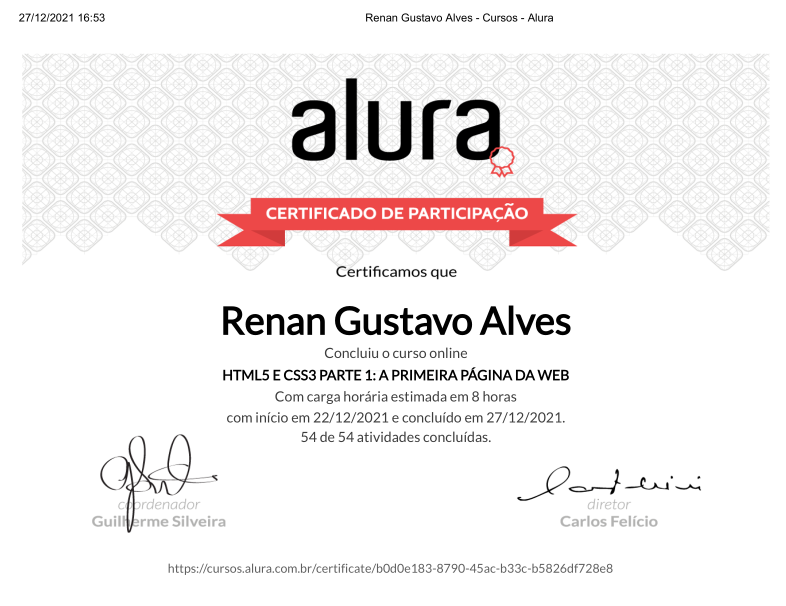 27/12/2021 16:53
Renan Gustavo Alves - Cursos - Alura
alura
CERTIFICADO DE PARTICIPAÇÃO
Certificamos que
Renan Gustavo Alves
Concluiu o curso online
HTML5 E CSS3 PARTE 1: A PRIMEIRA PÁGINA DA WEB
Com carga horária estimada em 8 horas
com início em 22/12/2021 e concluído em 27/12/2021.
54 de 54 atividades concluídas.
coordenador
Guilherme Silveira
diretor
Carlos Felício
https://cursos.alura.com.br/certificate/b0d0e183-8790-45ac-b33c-b5826df728e8